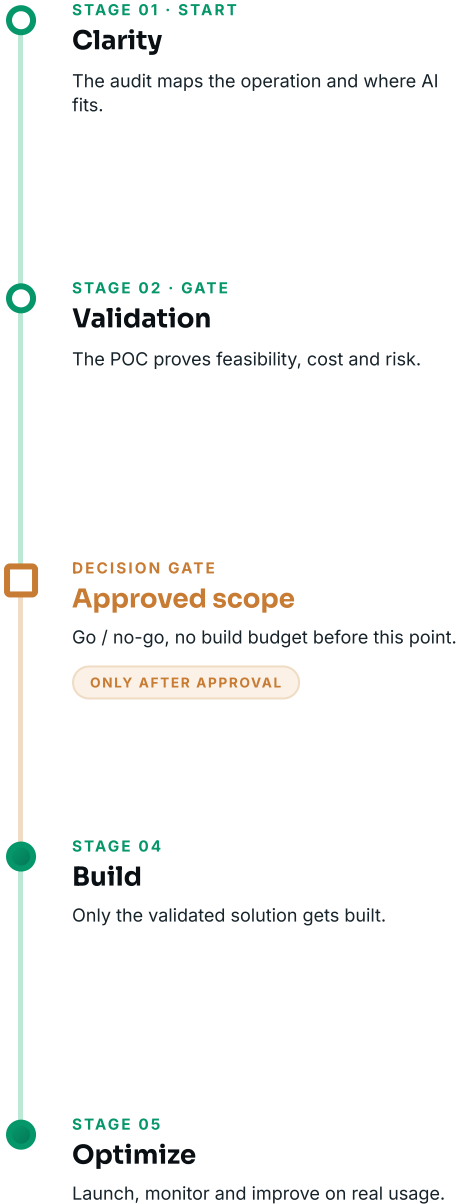 STAGE 01 · START
Clarity
The audit maps the operation and where AI
fits.
STAGE 02 · GATE
Validation
The POC proves feasibility, cost and risk.
DECISION GATE
Approved scope
Go / no-go, no build budget before this point.
ONLY AFTER APPROVAL
STAGE 04
Build
Only the validated solution gets built.
STAGE 05
Optimize
Launch, monitor and improve on real usage.